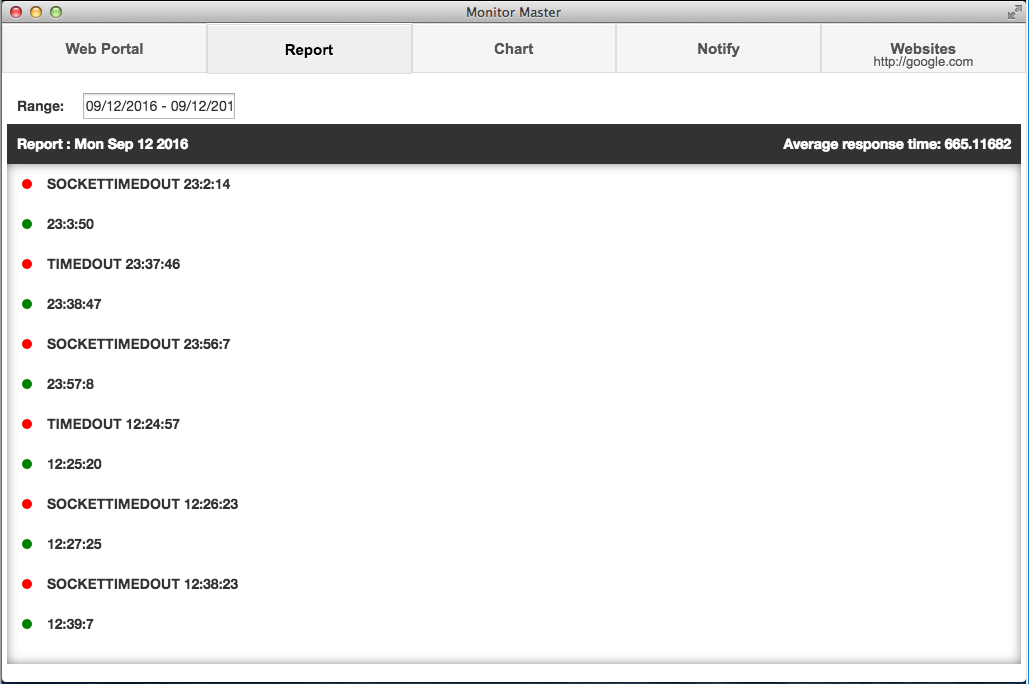 Monitor Master
Web Portal
Report
Chart
Notify
Websites
http://google.com
Range:
09/12/2016 - 09/12/201
Report : Mon Sep 12 2016
Average response time: 665.11682
SOCKETTIMEDOUT 23:2:14
23:3:50
TIMEDOUT 23:37:46
23:38:47
SOCKETTIMEDOUT 23:56:7
23:57:8
TIMEDOUT 12:24:57
12:25:20
SOCKETTIMEDOUT 12:26:23
12:27:25
SOCKETTIMEDOUT 12:38:23
12:39:7